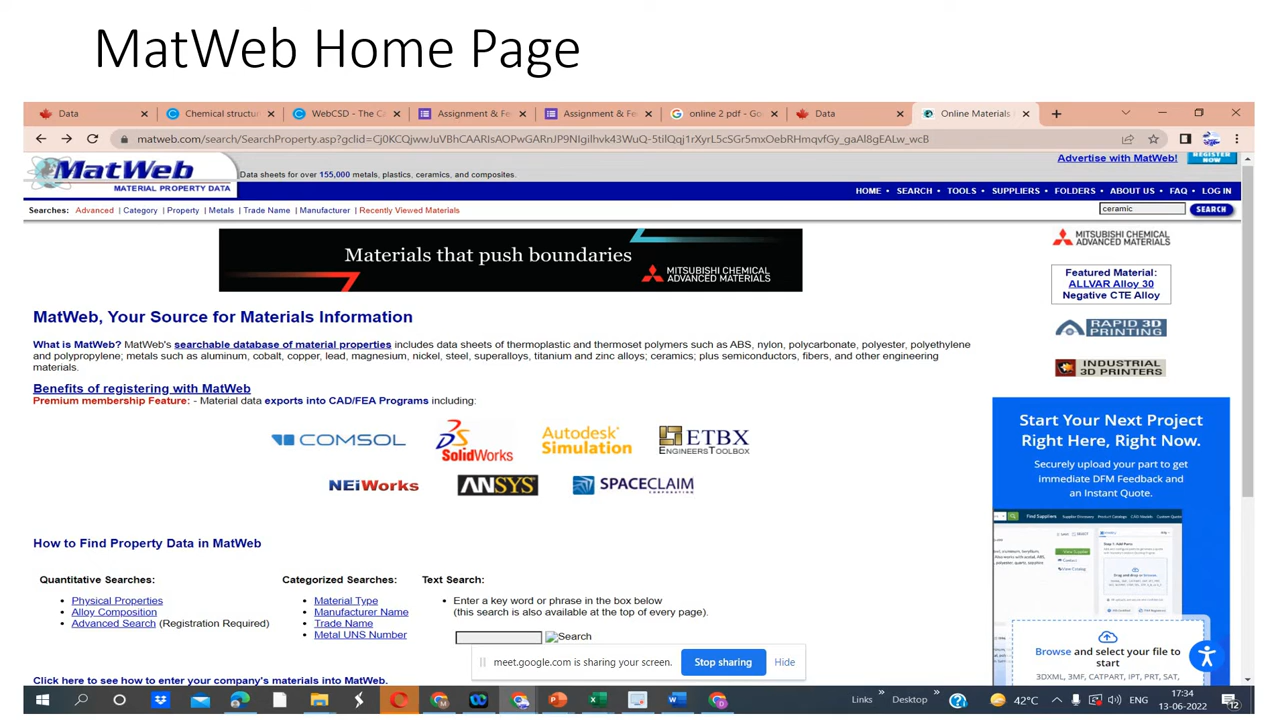 MatWeb Home Page
Data
Chemical structu
WebCSD - The Ca
Assignment & Fe
Assignment & Fe
online 2 pdf - Go
Data
Online Materials
matweb.com/search/SearchProperty.asp?gclid=Cj0KCQjwwJuVBhCAARIsAOPwGARnJP9NIgilhvk43WuQ-5tilQqj1rXyrL5cSGr5mxOebRHmqvfGy_gaAl8gEALw_wcB
MatWeb
MATERIAL PROPERTY DATA
Data sheets for over 155,000 metals, plastics, ceramics, and composites.
Advertise with MatWeb!
REGISTER NOW
HOME • SEARCH • TOOLS • SUPPLIERS • FOLDERS • ABOUT US • FAQ • LOG IN
Searches: Advanced | Category | Property | Metals | Trade Name | Manufacturer | Recently Viewed Materials
ceramic
SEARCH
Materials that push boundaries
MITSUBISHI CHEMICAL
ADVANCED MATERIALS
MITSUBISHI CHEMICAL
ADVANCED MATERIALS
Featured Material:
ALLVAR Alloy 30
Negative CTE Alloy
RAPID 3D
PRINTING
INDUSTRIAL
3D PRINTERS
MatWeb, Your Source for Materials Information
What is MatWeb? MatWeb's searchable database of material properties includes data sheets of thermoplastic and thermoset polymers such as ABS, nylon, polycarbonate, polyester, polyethylene
and polypropylene; metals such as aluminum, cobalt, copper, lead, magnesium, nickel, steel, superalloys, titanium and zinc alloys; ceramics; plus semiconductors, fibers, and other engineering
materials.
Benefits of registering with MatWeb
Premium membership Feature: - Material data exports into CAD/FEA Programs including:
COMSOL
SolidWorks
Autodesk®
Simulation
ETBX
ENGINEERSTOOLBOX
NEiWorks
ANSYS
SPACECLAIM
CORPORATION
Start Your Next Project
Right Here, Right Now.
Securely upload your part to get
immediate DFM Feedback and
an Instant Quote.
Find Suppliers
Browse and select your file to
start
3DXML, 3MF, CATPART, IPT, PRT, SAT,
How to Find Property Data in MatWeb
Quantitative Searches:
Physical Properties
Alloy Composition
Advanced Search (Registration Required)
Categorized Searches:
Material Type
Manufacturer Name
Trade Name
Metal UNS Number
Text Search:
Enter a key word or phrase in the box below
(this search is also available at the top of every page).
Search
meet.google.com is sharing your screen.
Stop sharing
Hide
Click here to see how to enter your company's materials into MatWeb.
Links
Desktop
42°C
ENG
17:34
13-06-2022
12